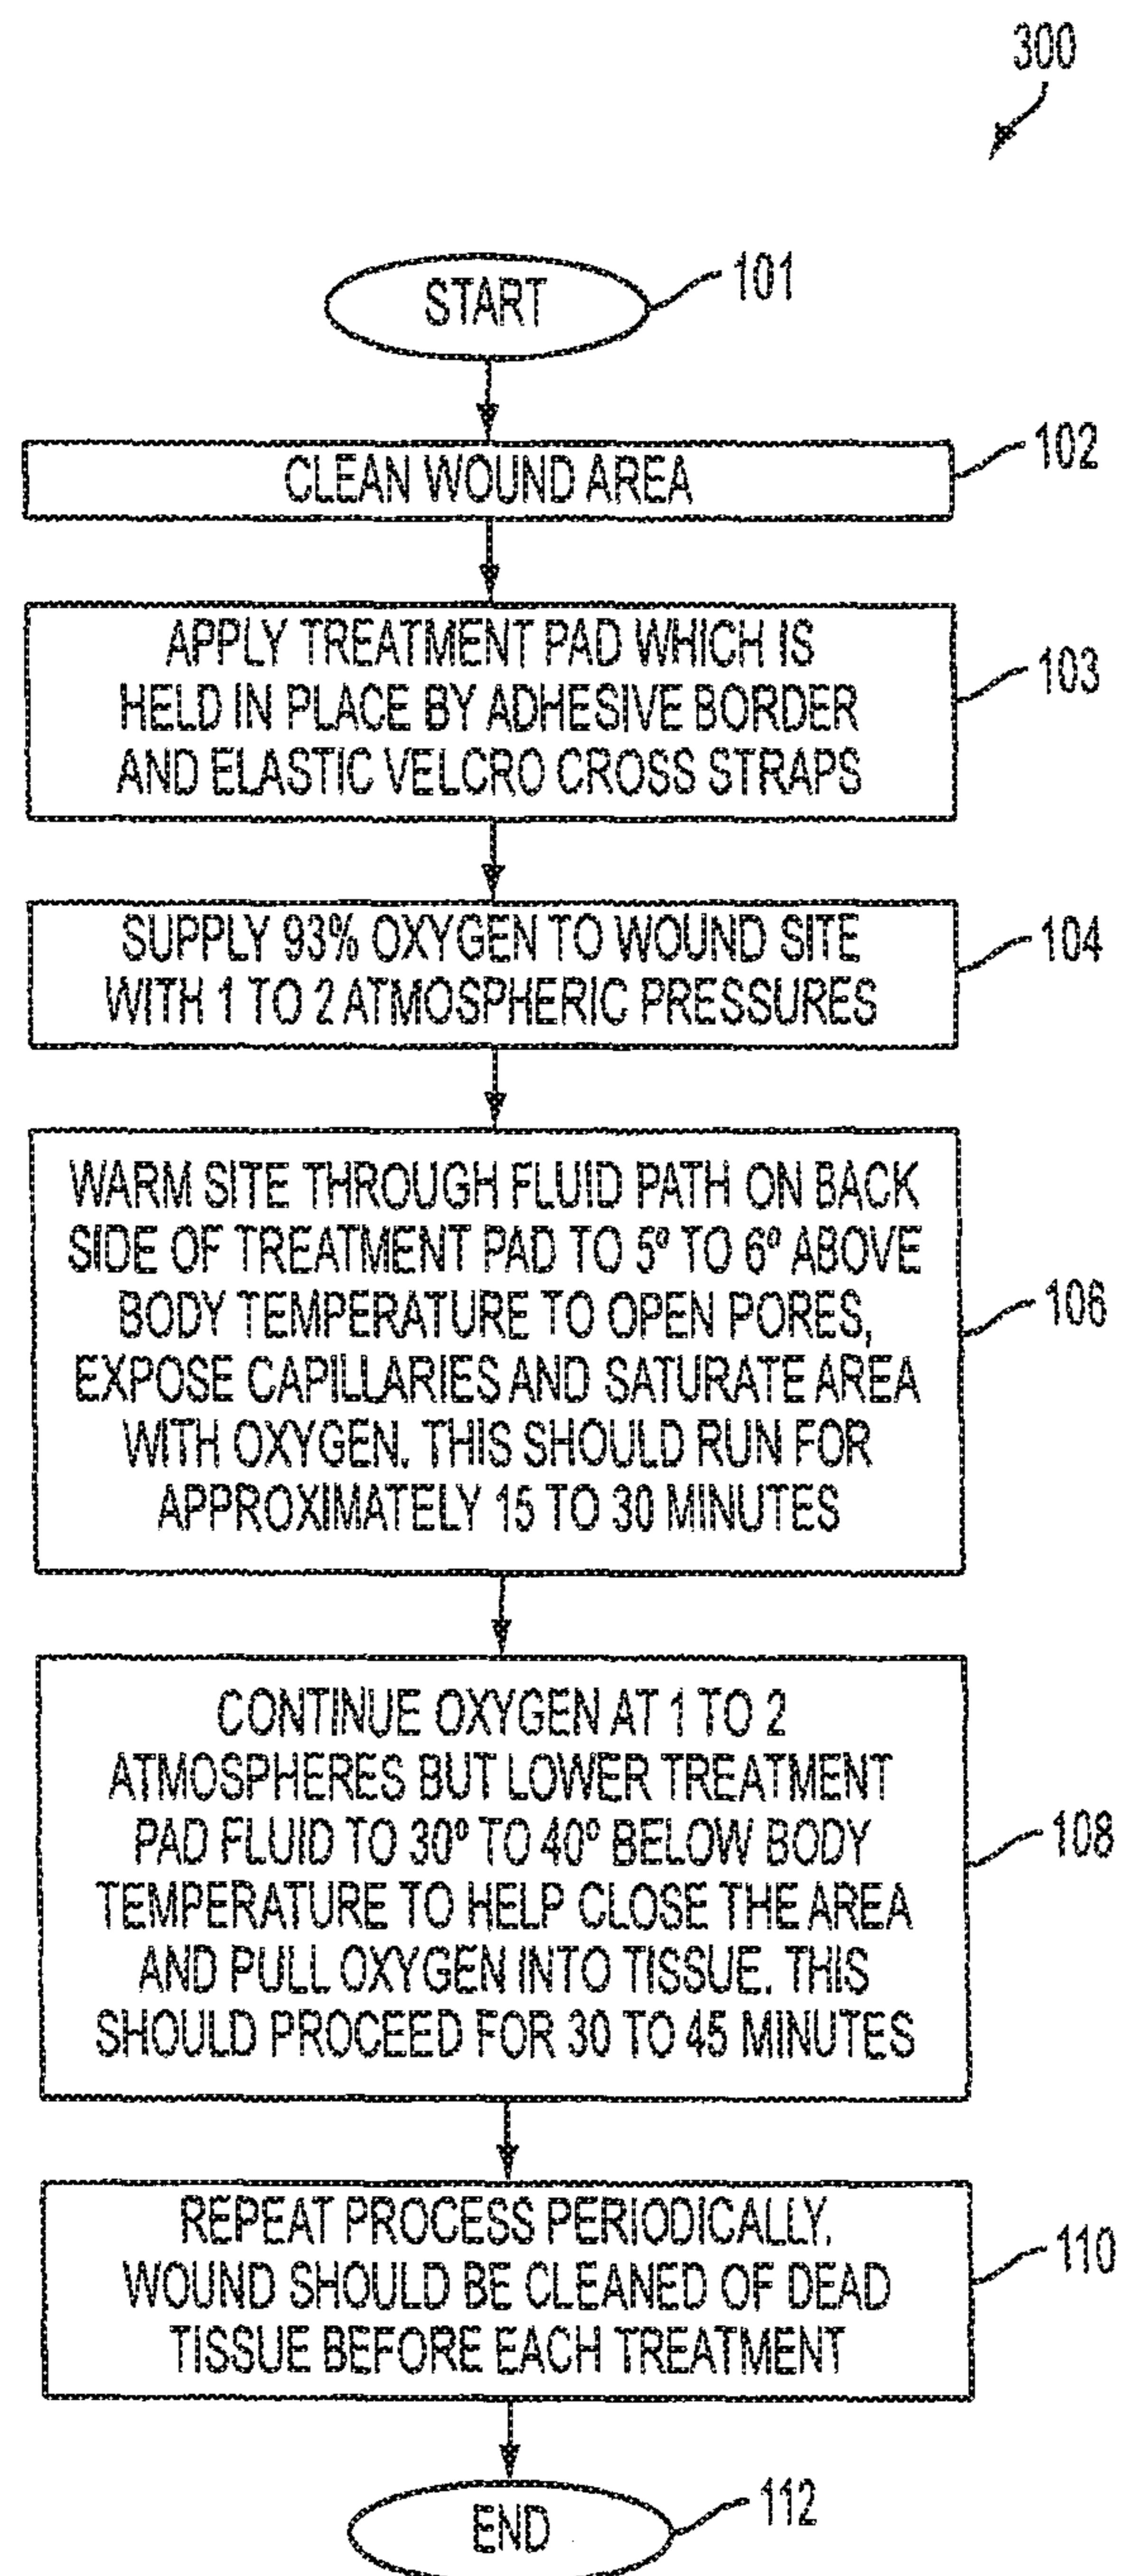 300
START
101
CLEAN WOUND AREA
102
APPLY TREATMENT PAD WHICH IS
HELD IN PLACE BY ADHESIVE BORDER
AND ELASTIC VELCRO CROSS STRAPS
103
SUPPLY 93% OXYGEN TO WOUND SITE
WITH 1 TO 2 ATMOSPHERIC PRESSURES
104
WARM SITE THROUGH FLUID PATH ON BACK
SIDE OF TREATMENT PAD TO 5º TO 6º ABOVE
BODY TEMPERATURE TO OPEN PORES,
EXPOSE CAPILLARIES AND SATURATE AREA
WITH OXYGEN. THIS SHOULD RUN FOR
APPROXIMATELY 15 TO 30 MINUTES
106
CONTINUE OXYGEN AT 1 TO 2
ATMOSPHERES BUT LOWER TREATMENT
PAD FLUID TO 30º TO 40º BELOW BODY
TEMPERATURE TO HELP CLOSE THE AREA
AND PULL OXYGEN INTO TISSUE. THIS
SHOULD PROCEED FOR 30 TO 45 MINUTES
108
REPEAT PROCESS PERIODICALLY.
WOUND SHOULD BE CLEANED OF DEAD
TISSUE BEFORE EACH TREATMENT
110
END
112